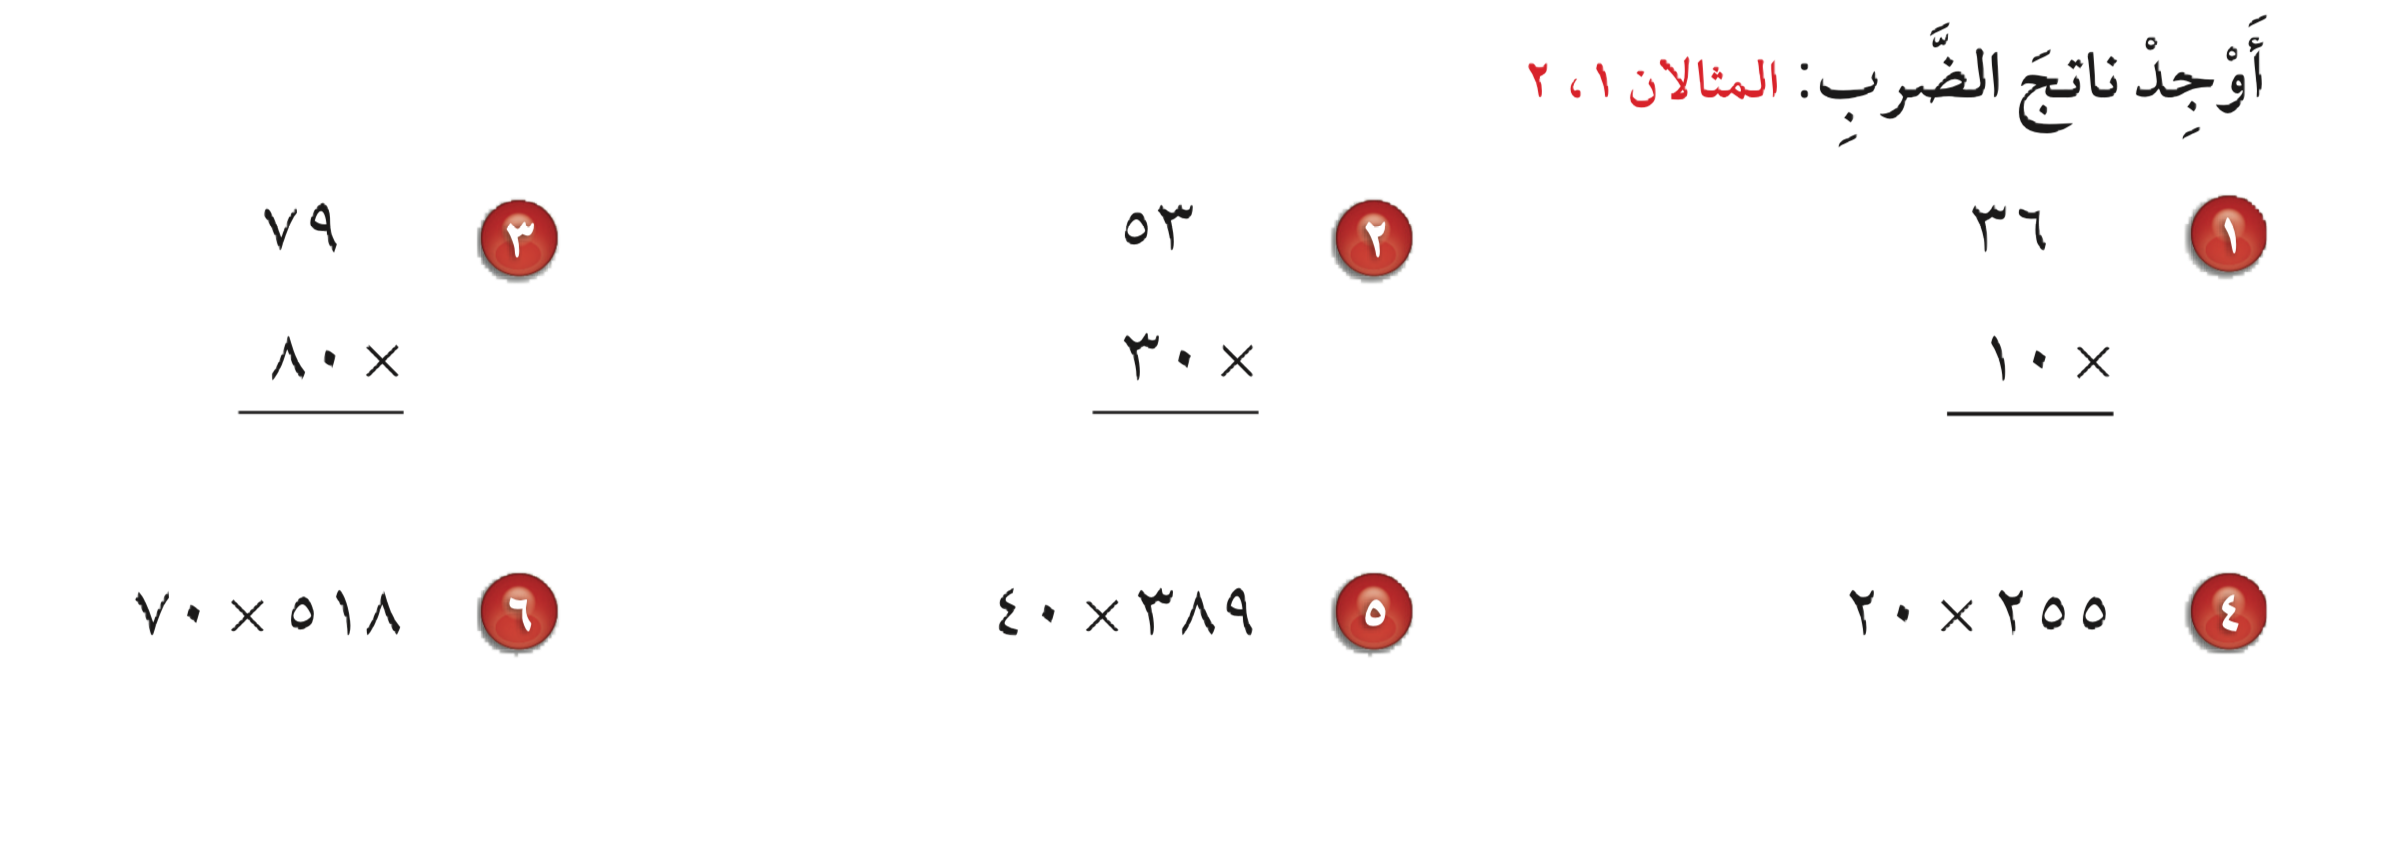 أَوْجِدْ ناتجَ الضَّربِ: المثالان ١ ، ٢
١ ٣٦ ٢ ٥٣ ٣ ٧٩
× ١٠ × ٣٠ × ٨٠
٤ ٢٥٥ × ٢٠ ٥ ٣٨٩ × ٤٠ ٦ ٥١٨ × ٧٠